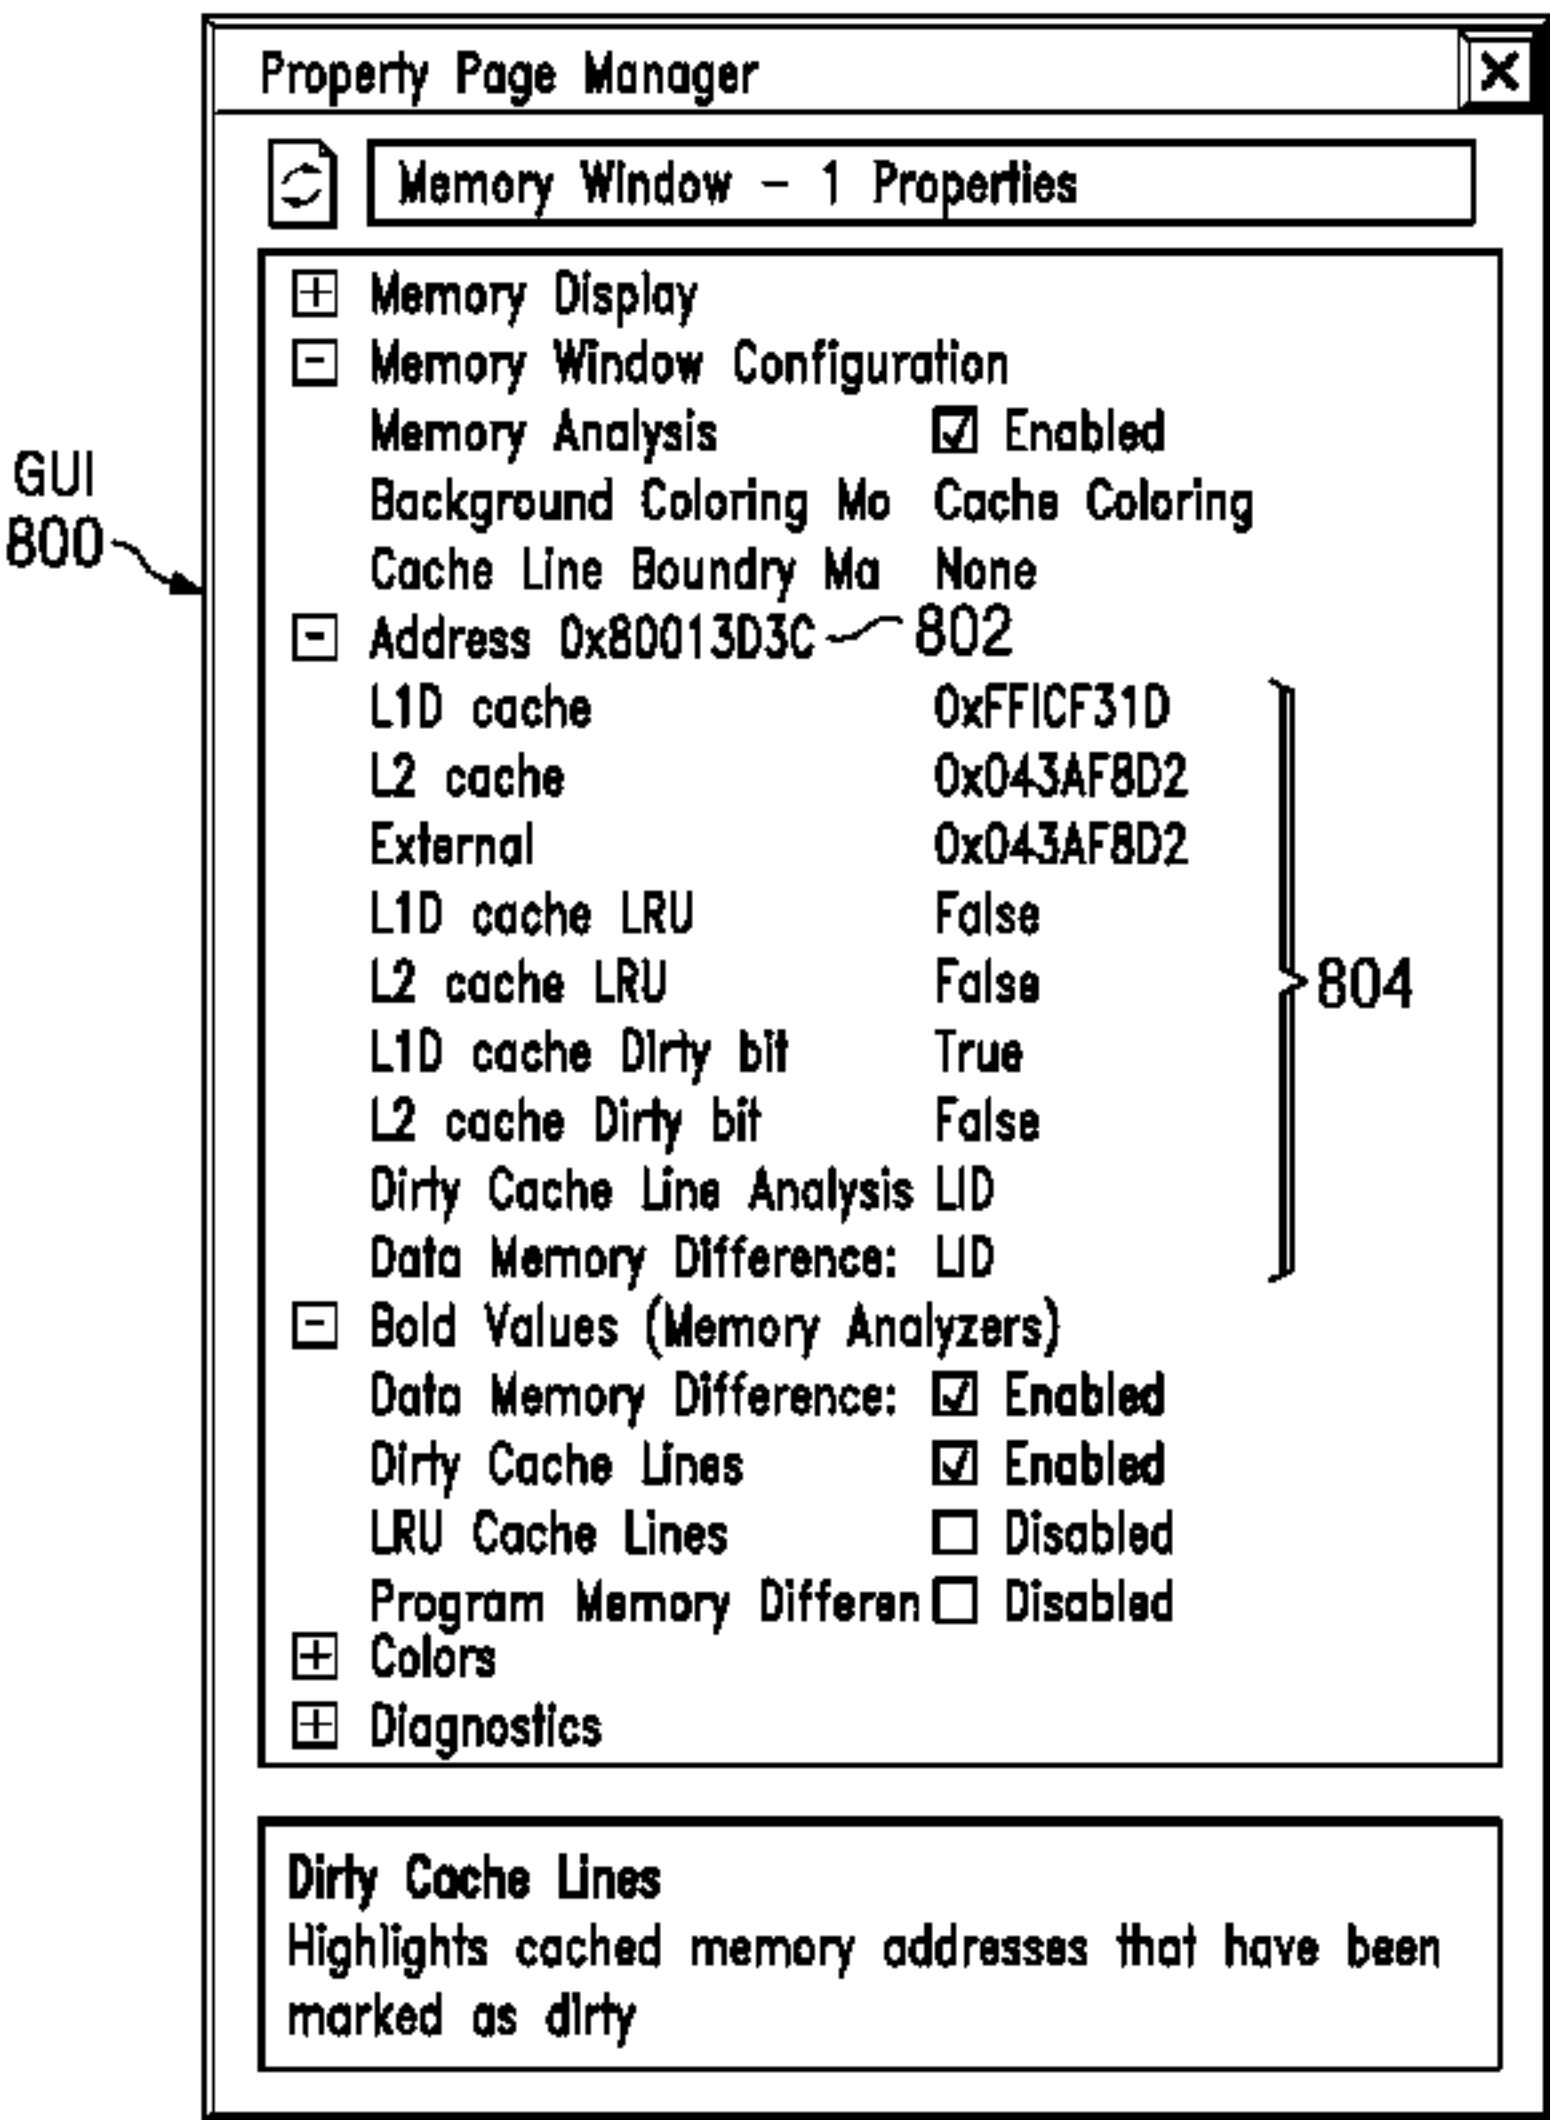 Property Page Manager
Memory Window – 1 Properties
Memory Display
Memory Window Configuration
Memory Analysis Enabled
Background Coloring Mo Cache Coloring
Cache Line Boundry Ma None
GUI
800
Address 0x80013D3C 802
L1D cache 0xFFICF31D
L2 cache 0x043AF8D2
External 0x043AF8D2
L1D cache LRU False
L2 cache LRU False
804
L1D cache Dirty bit True
L2 cache Dirty bit False
Dirty Cache Line Analysis LID
Data Memory Difference: LID
Bold Values (Memory Analyzers)
Data Memory Difference: Enabled
Dirty Cache Lines Enabled
LRU Cache Lines Disabled
Program Memory Differen Disabled
Colors
Diagnostics
Dirty Cache Lines
Highlights cached memory addresses that have been
marked as dirty